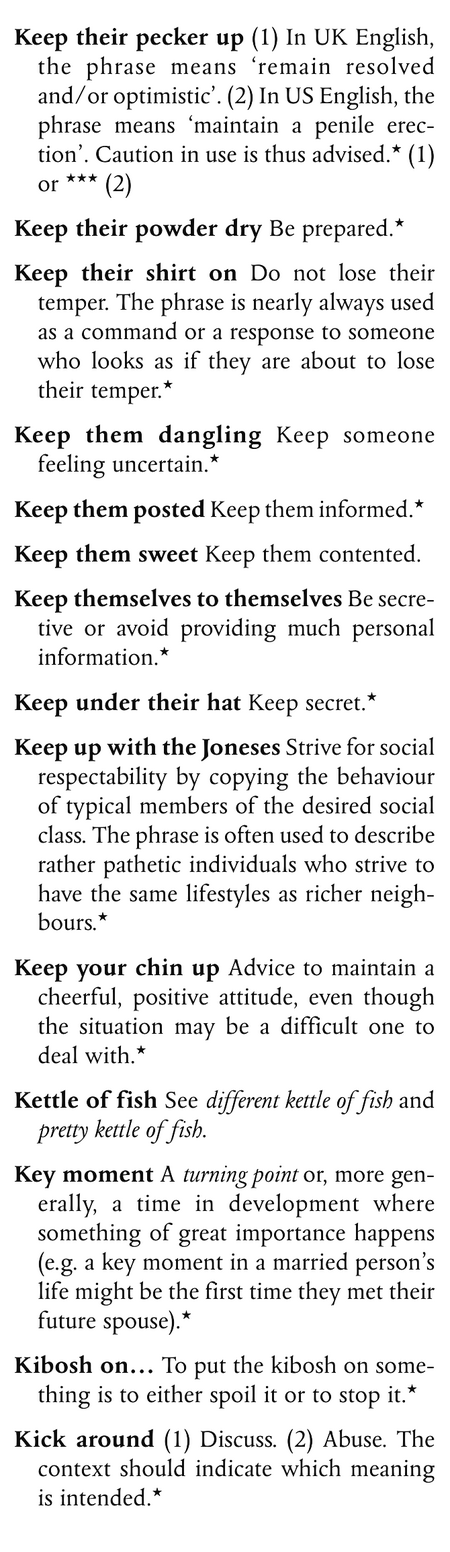 Keep their pecker up (1) In UK English,
the phrase means ‘remain resolved
and/or optimistic’. (2) In US English, the
phrase means ‘maintain a penile erec-
tion’. Caution in use is thus advised.★ (1)
or ★★★ (2)
Keep their powder dry Be prepared.★
Keep their shirt on Do not lose their
temper. The phrase is nearly always used
as a command or a response to someone
who looks as if they are about to lose
their temper.★
Keep them dangling Keep someone
feeling uncertain.★
Keep them posted Keep them informed.★
Keep them sweet Keep them contented.
Keep themselves to themselves Be secre-
tive or avoid providing much personal
information.★
Keep under their hat Keep secret.★
Keep up with the Joneses Strive for social
respectability by copying the behaviour
of typical members of the desired social
class. The phrase is often used to describe
rather pathetic individuals who strive to
have the same lifestyles as richer neigh-
bours.★
Keep your chin up Advice to maintain a
cheerful, positive attitude, even though
the situation may be a difficult one to
deal with.★
Kettle of fish See different kettle of fish and
pretty kettle of fish.
Key moment A turning point or, more gen-
erally, a time in development where
something of great importance happens
(e.g. a key moment in a married person’s
life might be the first time they met their
future spouse).★
Kibosh on… To put the kibosh on some-
thing is to either spoil it or to stop it.★
Kick around (1) Discuss. (2) Abuse. The
context should indicate which meaning
is intended.★